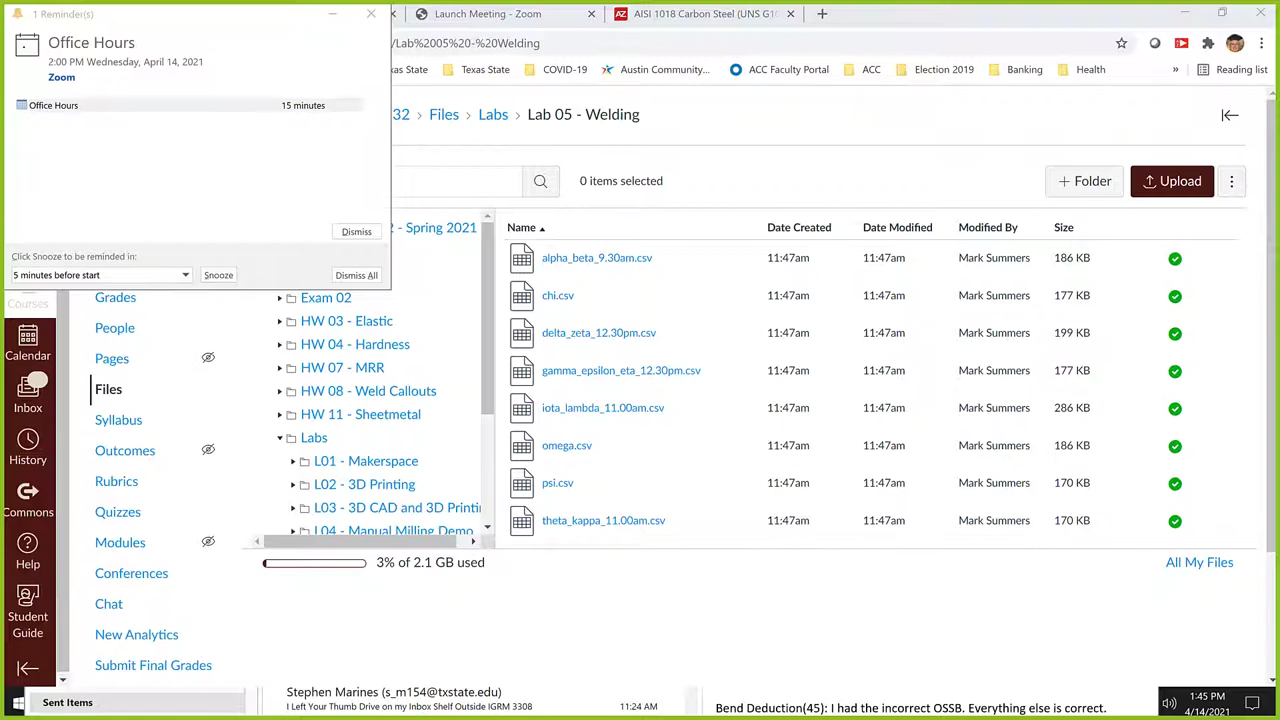 1 Reminder(s)
Office Hours
2:00 PM Wednesday, April 14, 2021
Zoom
Office Hours 15 minutes
Dismiss
Click Snooze to be reminded in:
5 minutes before start
Snooze
Dismiss All
Launch Meeting - Zoom
AISI 1018 Carbon Steel (UNS G10
/Lab%2005%20-%20Welding
xas State
Texas State
COVID-19
Austin Community...
ACC Faculty Portal
ACC
Election 2019
Banking
Health
»
Reading list
32 › Files › Labs › Lab 05 - Welding
0 items selected
+ Folder
Upload
2 - Spring 2021
Exam 02
HW 03 - Elastic
HW 04 - Hardness
HW 07 - MRR
HW 08 - Weld Callouts
HW 11 - Sheetmetal
Labs
L01 - Makerspace
L02 - 3D Printing
L03 - 3D CAD and 3D Printi
L04 - Manual Milling Demo
Name Date Created Date Modified Modified By Size
alpha_beta_9.30am.csv 11:47am 11:47am Mark Summers 186 KB
chi.csv 11:47am 11:47am Mark Summers 177 KB
delta_zeta_12.30pm.csv 11:47am 11:47am Mark Summers 199 KB
gamma_epsilon_eta_12.30pm.csv 11:47am 11:47am Mark Summers 177 KB
iota_lambda_11.00am.csv 11:47am 11:47am Mark Summers 286 KB
omega.csv 11:47am 11:47am Mark Summers 186 KB
psi.csv 11:47am 11:47am Mark Summers 170 KB
theta_kappa_11.00am.csv 11:47am 11:47am Mark Summers 170 KB
3% of 2.1 GB used
All My Files
Courses
Calendar
Inbox
History
Commons
Help
Student
Guide
Grades
People
Pages
Files
Syllabus
Outcomes
Rubrics
Quizzes
Modules
Conferences
Chat
New Analytics
Submit Final Grades
Sent Items
Stephen Marines (s_m154@txstate.edu)
I Left Your Thumb Drive on my Inbox Shelf Outside IGRM 3308 11:24 AM
Bend Deduction(45): I had the incorrect OSSB. Everything else is correct.
1:45 PM
4/14/2021